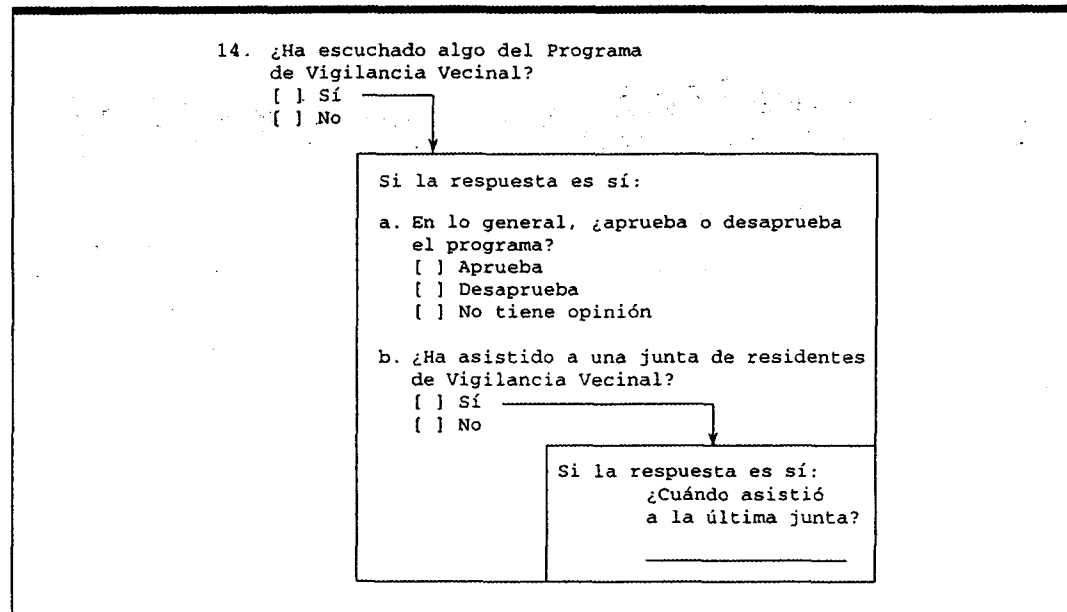 14. ¿Ha escuchado algo del Programa
de Vigilancia Vecinal?
[ ] Sí
[ ] No
Si la respuesta es sí:
a. En lo general, ¿aprueba o desaprueba
el programa?
[ ] Aprueba
[ ] Desaprueba
[ ] No tiene opinión
b. ¿Ha asistido a una junta de residentes
de Vigilancia Vecinal?
[ ] Sí
[ ] No
Si la respuesta es sí:
¿Cuándo asistió
a la última junta?